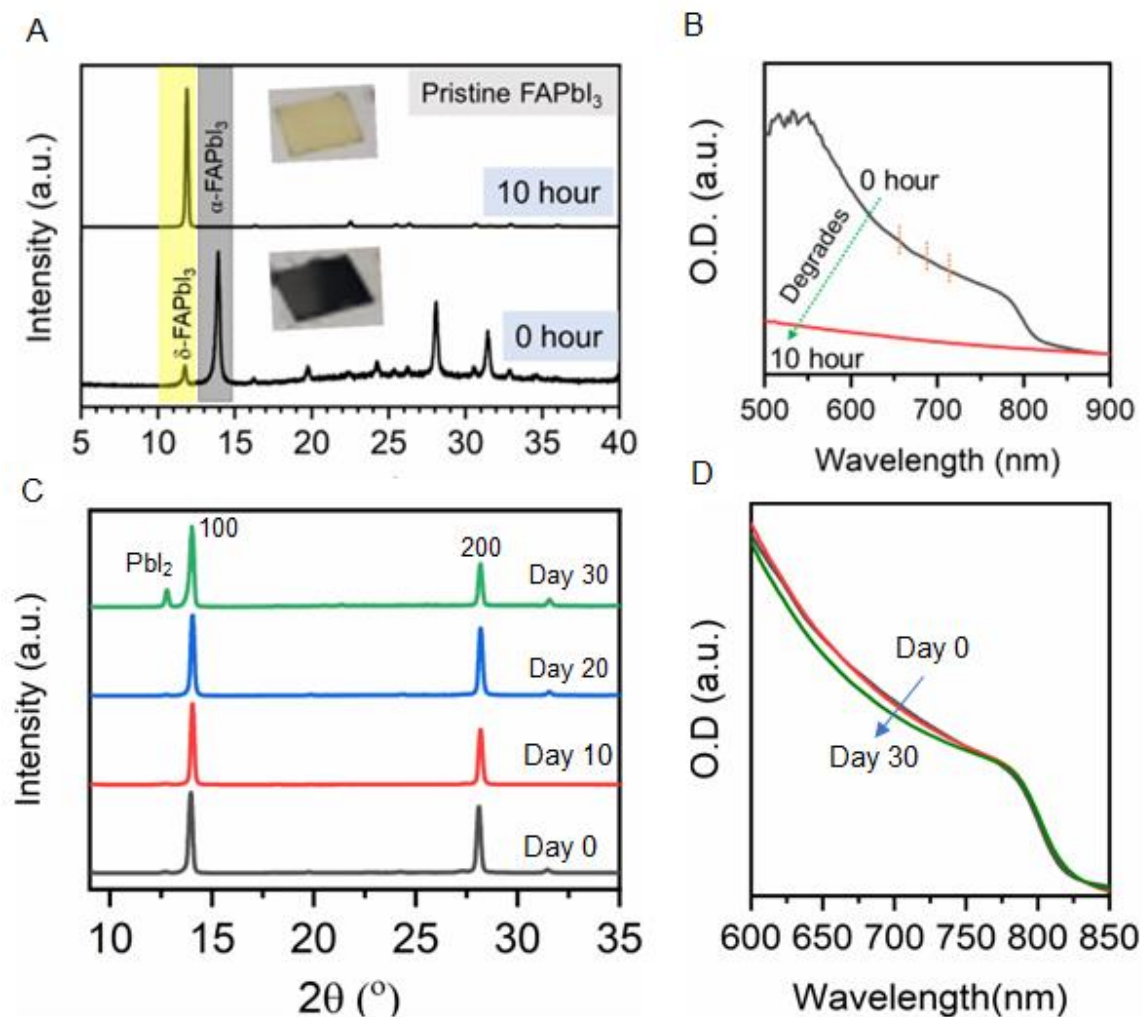 A
Intensity (a.u.)
δ-FAPbI₃
α-FAPbI₃
Pristine FAPbI₃
10 hour
0 hour
5 10 15 20 25 30 35 40
B
O.D. (a.u.)
0 hour
Degrades
10 hour
500 600 700 800 900
Wavelength (nm)
C
Intensity (a.u.)
PbI₂
100
200
Day 30
Day 20
Day 10
Day 0
10 15 20 25 30 35
2θ (°)
D
O.D (a.u.)
Day 0
Day 30
600 650 700 750 800 850
Wavelength(nm)